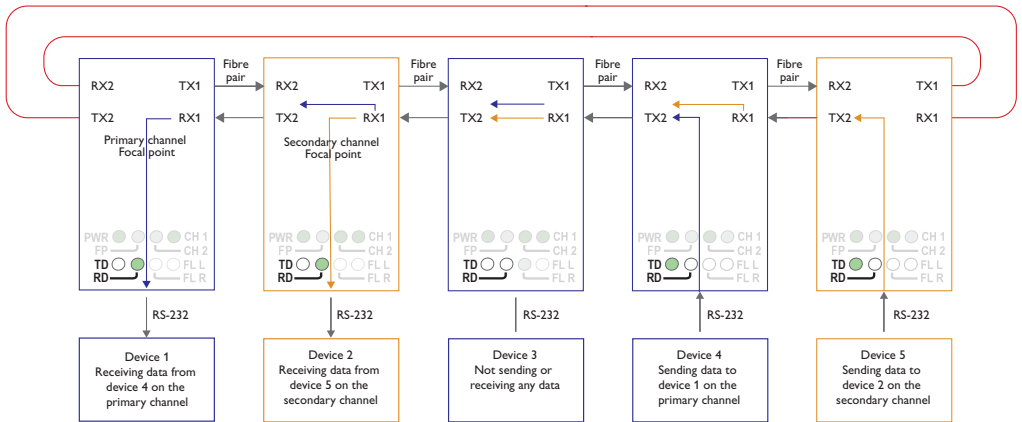 Fibre
pair
Fibre
pair
Fibre
pair
Fibre
pair
RX2 TX1
TX2 RX1
Primary channel
Focal point
PWR CH 1
FP CH 2
TD FL L
RD FL R
RX2 TX1
TX2 RX1
Secondary channel
Focal point
PWR CH 1
FP CH 2
TD FL L
RD FL R
RX2 TX1
TX2 RX1
PWR CH 1
FP CH 2
TD FL L
RD FL R
RX2 TX1
TX2 RX1
PWR CH 1
FP CH 2
TD FL L
RD FL R
RX2 TX1
TX2 RX1
PWR CH 1
FP CH 2
TD FL L
RD FL R
RS-232
RS-232
RS-232
RS-232
RS-232
Device 1
Receiving data from
device 4 on the
primary channel
Device 2
Receiving data from
device 5 on the
secondary channel
Device 3
Not sending or
receiving any data
Device 4
Sending data to
device 1 on the
primary channel
Device 5
Sending data to
device 2 on the
secondary channel